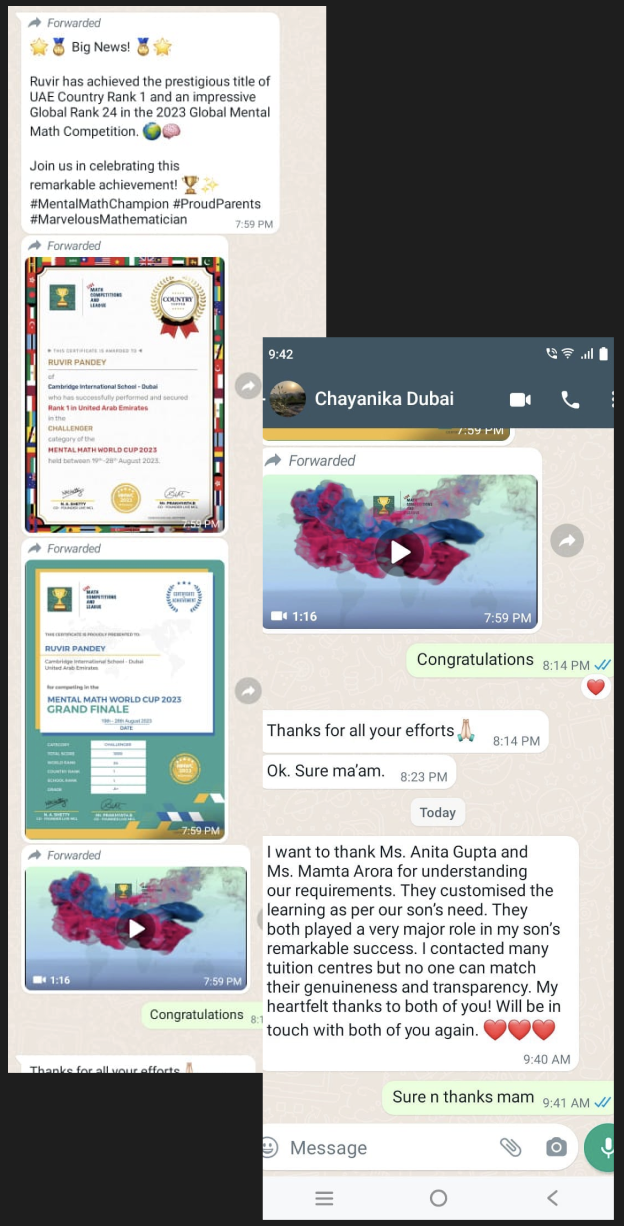 Forwarded
Big News!
Ruvir has achieved the prestigious title of
UAE Country Rank 1 and an impressive
Global Rank 24 in the 2023 Global Mental
Math Competition.
Join us in celebrating this
remarkable achievement!
#MentalMathChampion #ProudParents
#MarvelousMathematician
7:59 PM
Forwarded
MATH
COMPETITIONS
AND
LEAGUE
COUNTRY
THIS CERTIFICATE IS AWARDED TO
RUVIR PANDEY
of
Cambridge International School - Dubai
who has successfully performed and secured
Rank 1 in United Arab Emirates
in the
CHALLENGER
category of the
MENTAL MATH WORLD CUP 2023
held between 19th-28th August 2023.
7:59 PM
Forwarded
MATH
COMPETITIONS
AND
LEAGUE
CERTIFICATE
OF
ACHIEVEMENT
THIS CERTIFICATE IS PROUDLY PRESENTED TO
RUVIR PANDEY
Cambridge International School - Dubai
United Arab Emirates
for competing in the
MENTAL MATH WORLD CUP 2023
GRAND FINALE
19th - 28th August 2023
DATE
CATEGORY CHALLENGER
TOTAL SCORE
WORLD RANK
COUNTRY RANK 1
SCHOOL RANK 1
GRADE
7:59 PM
Forwarded
1:16
7:59 PM
Congratulations 8:1
Thanks for all your efforts
9:42
Chayanika Dubai
7:59 PM
Forwarded
1:16
7:59 PM
Congratulations 8:14 PM
Thanks for all your efforts 8:14 PM
Ok. Sure ma'am. 8:23 PM
Today
I want to thank Ms. Anita Gupta and
Ms. Mamta Arora for understanding
our requirements. They customised the
learning as per our son's need. They
both played a very major role in my son's
remarkable success. I contacted many
tuition centres but no one can match
their genuineness and transparency. My
heartfelt thanks to both of you! Will be in
touch with both of you again.
9:40 AM
Sure n thanks mam 9:41 AM
Message